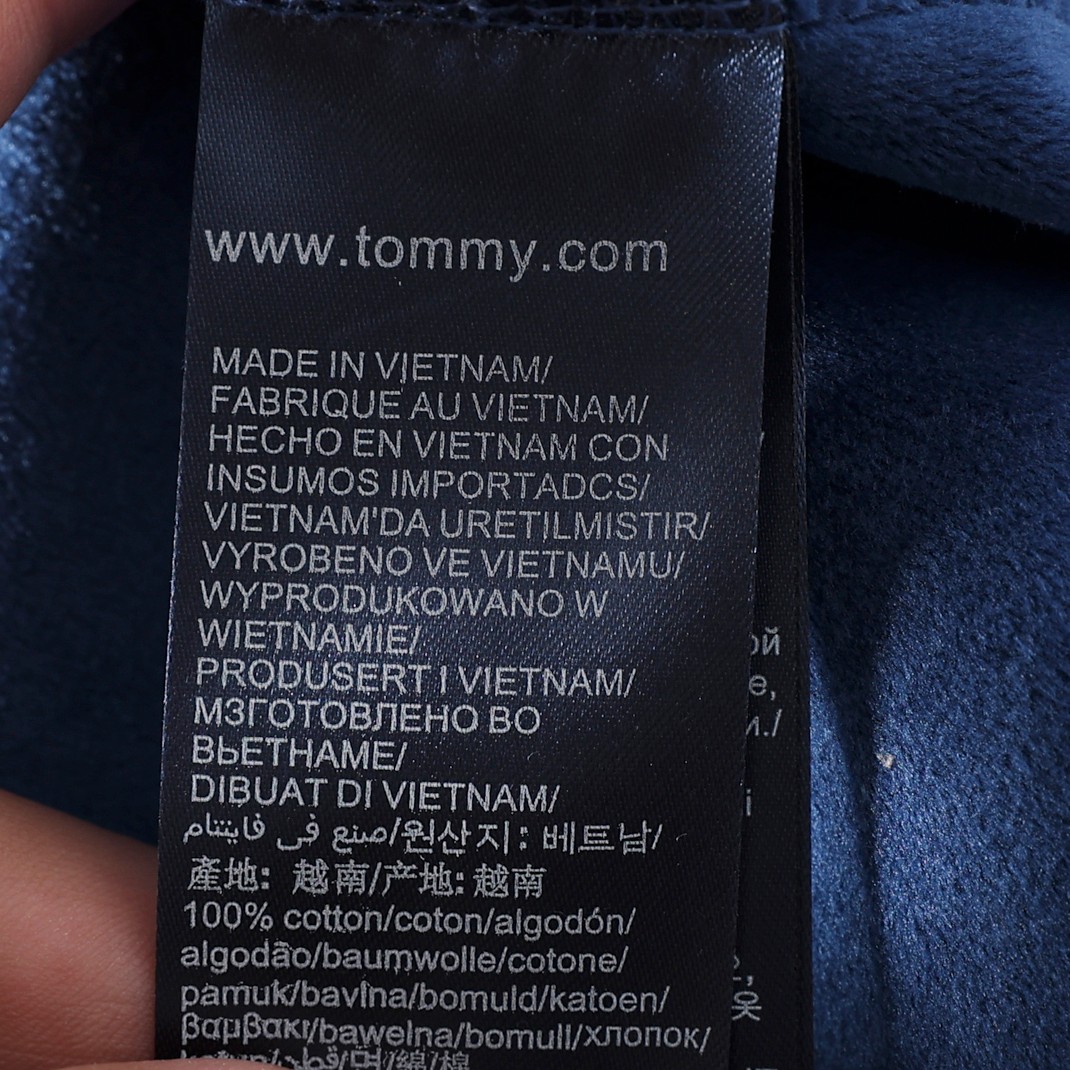 www.tommy.com
MADE IN VIETNAM/
FABRIQUE AU VIETNAM/
HECHO EN VIETNAM CON
INSUMOS IMPORTADCS/
VIETNAM'DA URETILMISTIR/
VYROBENO VE VIETNAMU/
WYPRODUKOWANO W
WIETNAMIE/
PRODUSERT I VIETNAM/
МЗГОТОВЛЕНО ВО
ВЬЕТНАМЕ/
DIBUAT DI VIETNAM/
صنع في فايتنام/원산지: 베트남/
產地: 越南/产地: 越南
100% cotton/coton/algodón/
algodão/baumwolle/cotone/
pamuk/bavlna/bomuld/katoen/
βαμβακι/bawelna/bomull/хлопок/
ой
е,
и./